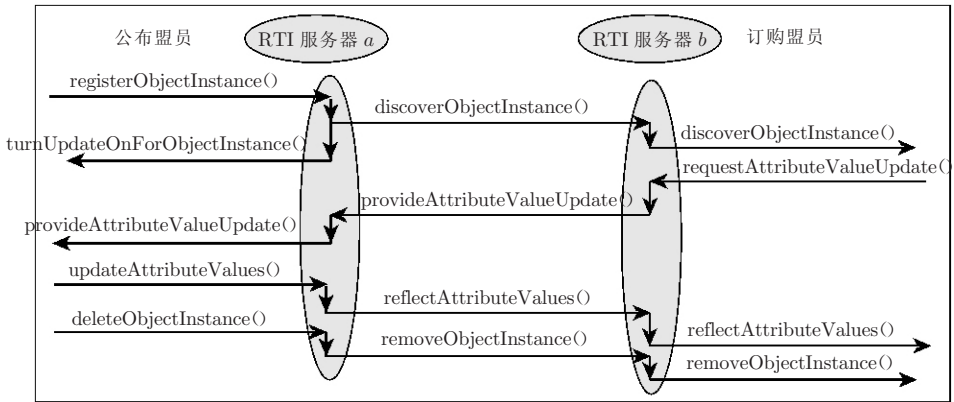 公布盟员
RTI 服务器 a
RTI 服务器 b
订购盟员
registerObjectInstance()
discoverObjectInstance()
discoverObjectInstance()
turnUpdateOnForObjectInstance()
requestAttributeValueUpdate()
provideAttributeValueUpdate()
provideAttributeValueUpdate()
updateAttributeValues()
reflectAttributeValues()
deleteObjectInstance()
reflectAttributeValues()
removeObjectInstance()
removeObjectInstance()